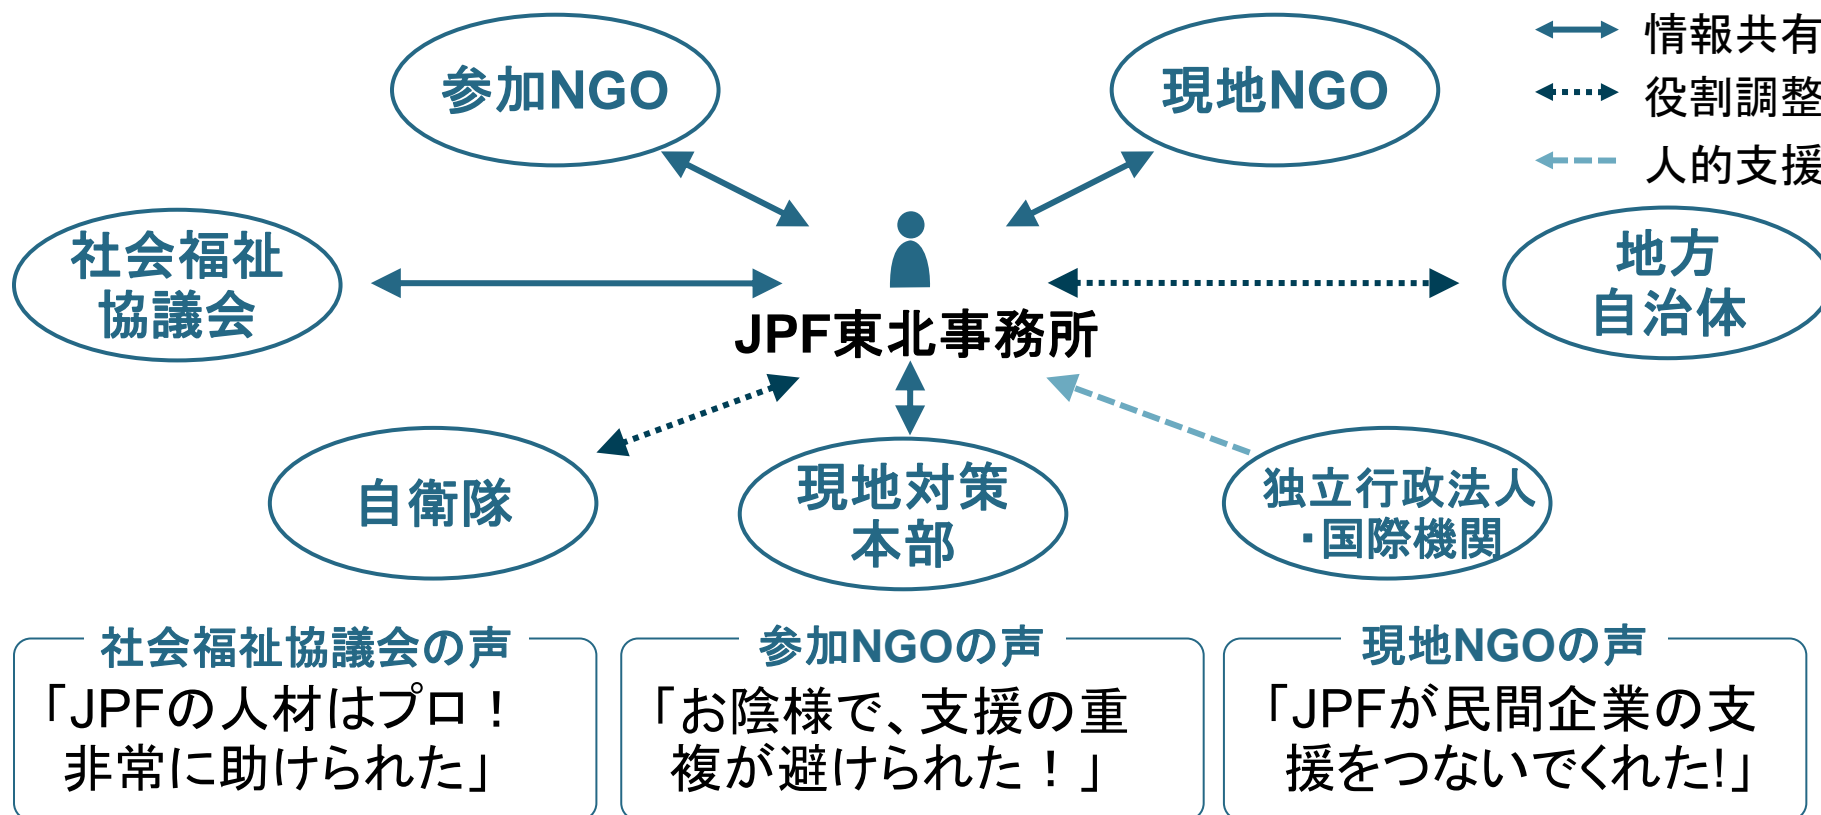 参加NGO
現地NGO
情報共有
役割調整
人的支援
社会福祉
協議会
地方
自治体
JPF東北事務所
自衛隊
現地対策
本部
独立行政法人
・国際機関
社会福祉協議会の声
「JPFの人材はプロ！
非常に助けられた」
参加NGOの声
「お陰様で、支援の重
複が避けられた！」
現地NGOの声
「JPFが民間企業の支
援をつないでくれた!」